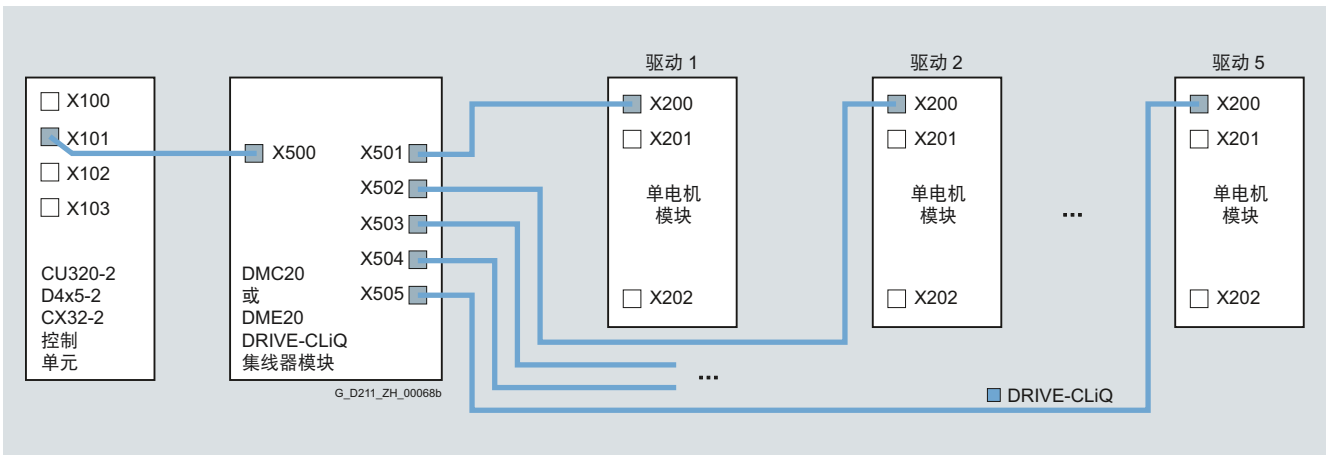 X100
X101
X102
X103
CU320-2
D4x5-2
CX32-2
控制
单元
X500
X501
X502
X503
X504
X505
DMC20
或
DME20
DRIVE-CLiQ
集线器模块
G_D211_ZH_00068b
驱动 1
X200
X201
单电机
模块
X202
驱动 2
X200
X201
单电机
模块
X202
...
...
驱动 5
X200
X201
单电机
模块
X202
DRIVE-CLiQ